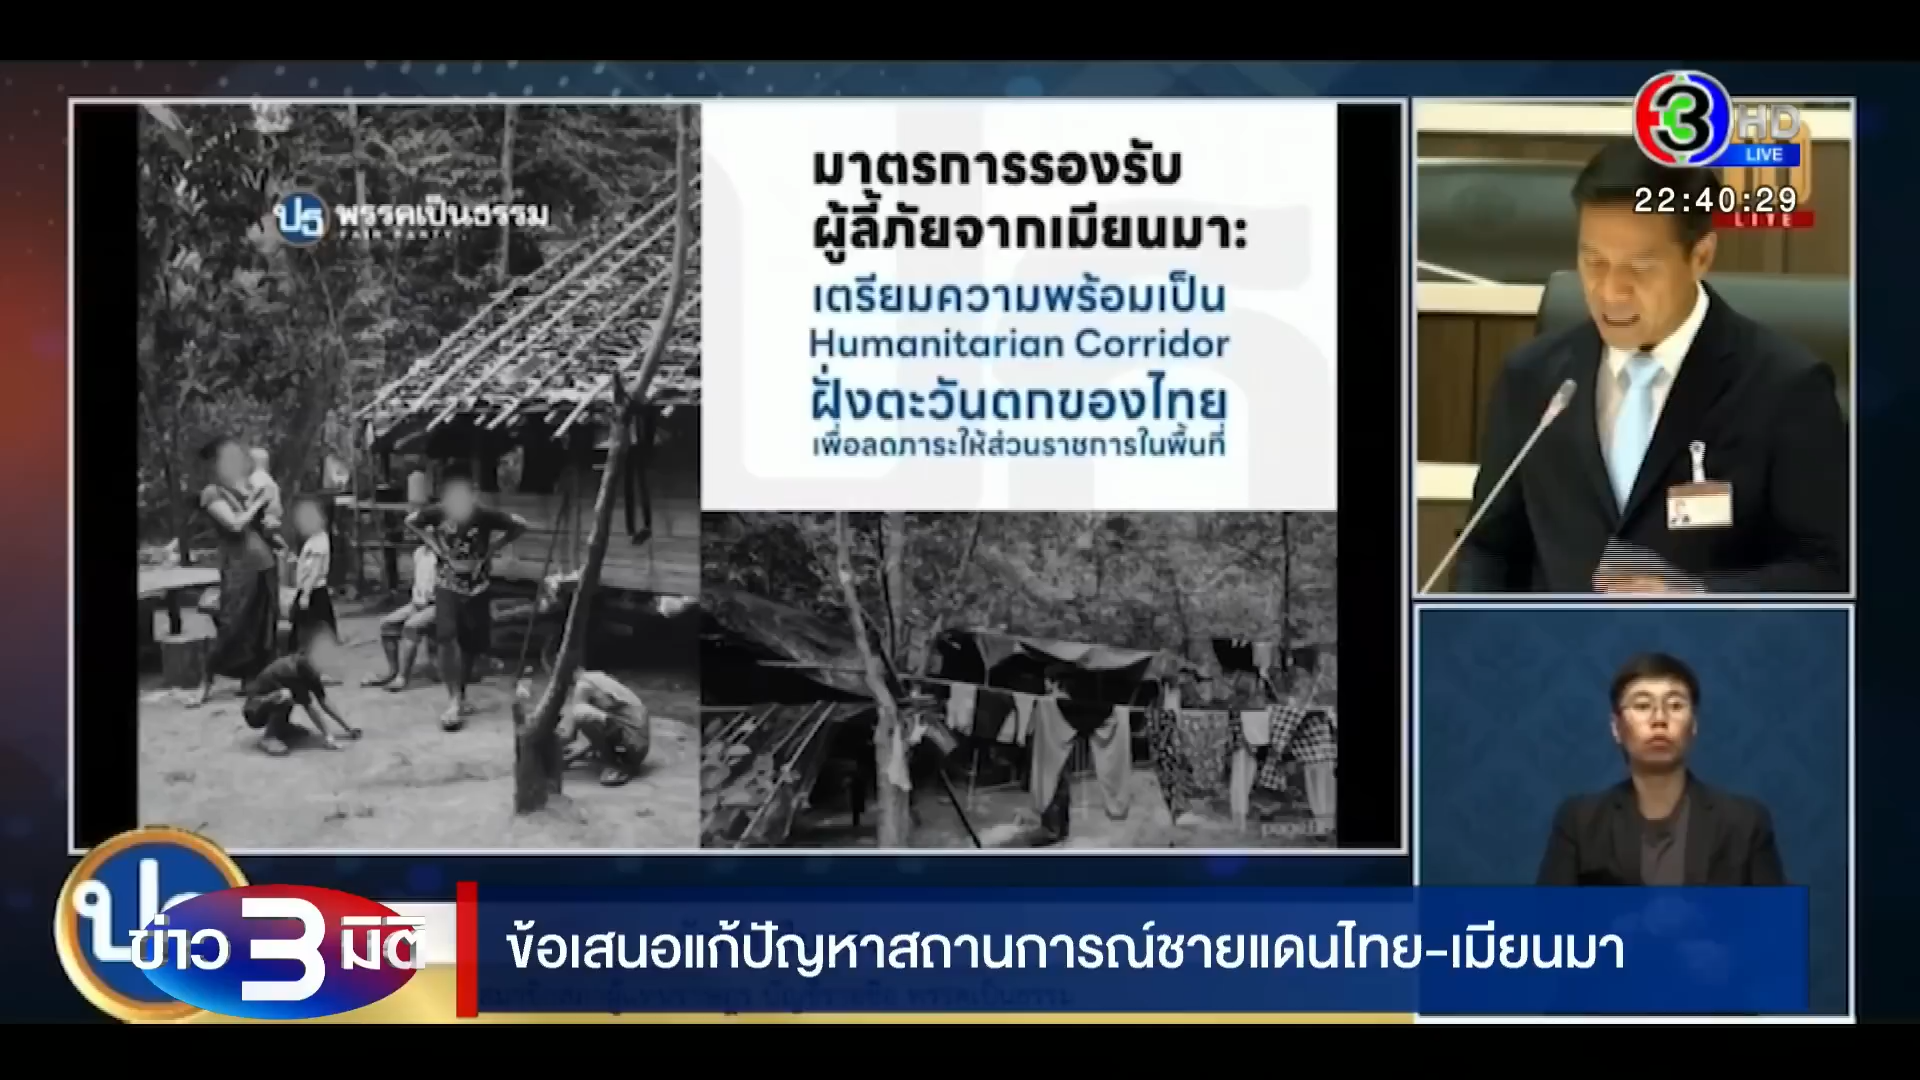 ปธ พรรคเป็นธรรม
FAIR PARTY
มาตรการรองรับ
ผู้ลี้ภัยจากเมียนมา:
เตรียมความพร้อมเป็น
Humanitarian Corridor
ฝั่งตะวันตกของไทย
เพื่อลดภาระให้ส่วนราชการในพื้นที่
3 HD
LIVE
22:40:29
LIVE
ข่าว 3 มิติ
ข้อเสนอแก้ปัญหาสถานการณ์ชายแดนไทย-เมียนมา